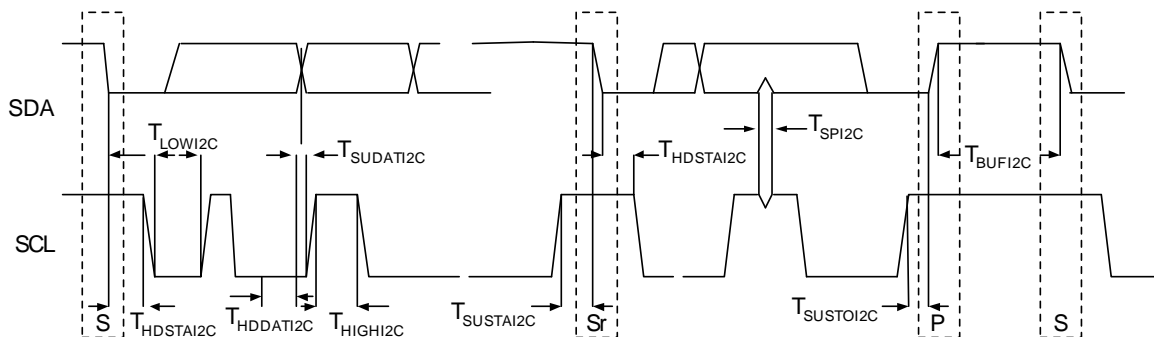 SDA
T_LOWI2C
T_SUDATI2C
T_SPI2C
T_HDSTAI2C
T_BUFI2C
SCL
S
T_HDSTAI2C
T_HDDATI2C
T_HIGHI2C
T_SUSTAI2C
Sr
T_SUSTOI2C
P
S